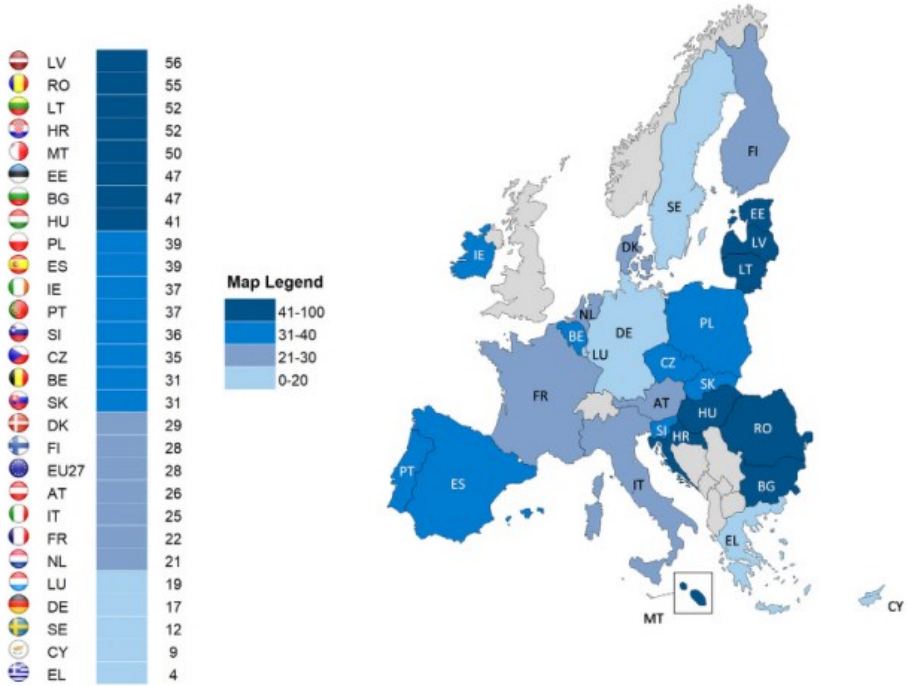 LV 56
RO 55
LT 52
HR 52
MT 50
EE 47
BG 47
HU 41
PL 39
ES 39
IE 37
PT 37
SI 36
CZ 35
BE 31
SK 31
DK 29
FI 28
EU27 28
AT 26
IT 25
FR 22
NL 21
LU 19
DE 17
SE 12
CY 9
EL 4
Map Legend
41-100
31-40
21-30
0-20
FI
SE
EE
LV
LT
DK
IE
NL
BE
DE
PL
LU
CZ
SK
FR
AT
HU
SI
HR
RO
PT
ES
IT
BG
EL
MT
CY